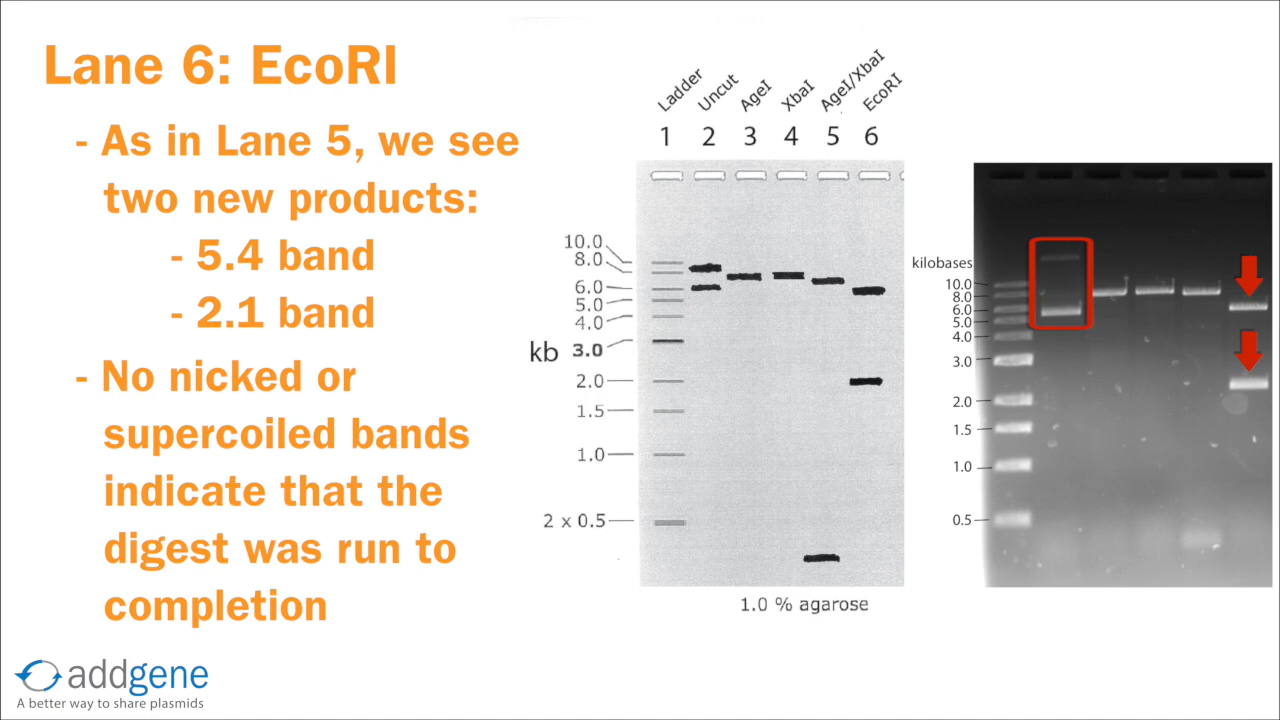 Lane 6: EcoRI
- As in Lane 5, we see
two new products:
- 5.4 band
- 2.1 band
- No nicked or
supercoiled bands
indicate that the
digest was run to
completion
addgene
A better way to share plasmids
Ladder
Uncut
AgeI
XbaI
AgeI/XbaI
EcoRI
1 2 3 4 5 6
10.0
8.0
6.0
5.0
4.0
kb 3.0
2.0
1.5
1.0
2 x 0.5
1.0 % agarose
kilobases
10.0
8.0
6.0
5.0
4.0
3.0
2.0
1.5
1.0
0.5